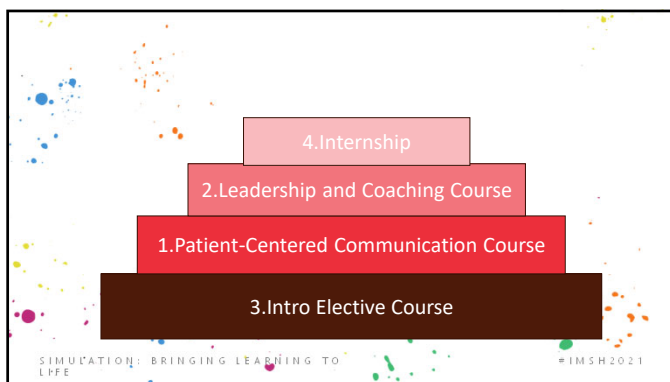 4.Internship
2.Leadership and Coaching Course
1.Patient-Centered Communication Course
3.Intro Elective Course
SIMULATION: BRINGING LEARNING TO
LIFE
#IMSH2021